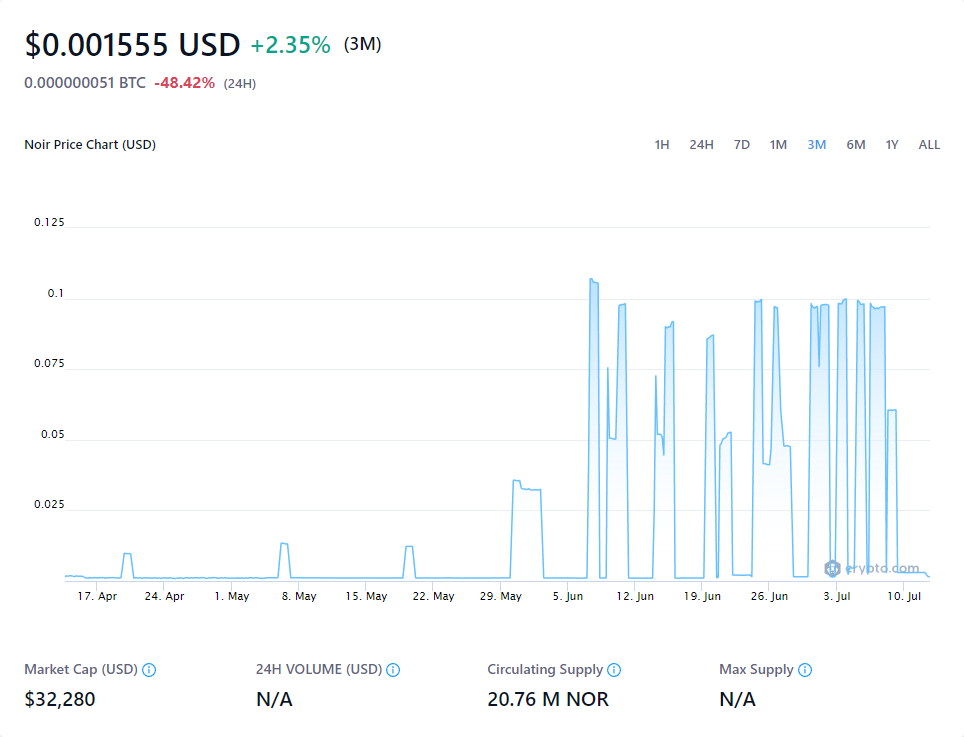 $0.001555 USD +2.35% (3M)
0.000000051 BTC -48.42% (24H)
Noir Price Chart (USD) 1H 24H 7D 1M 3M 6M 1Y ALL
0.125
0.1
0.075
0.05
0.025
crypto.com
17. Apr 24. Apr 1. May 8. May 15. May 22. May 29. May 5. Jun 12. Jun 19. Jun 26. Jun 3. Jul 10. Jul
Market Cap (USD) 24H VOLUME (USD) Circulating Supply Max Supply
$32,280 N/A 20.76 M NOR N/A